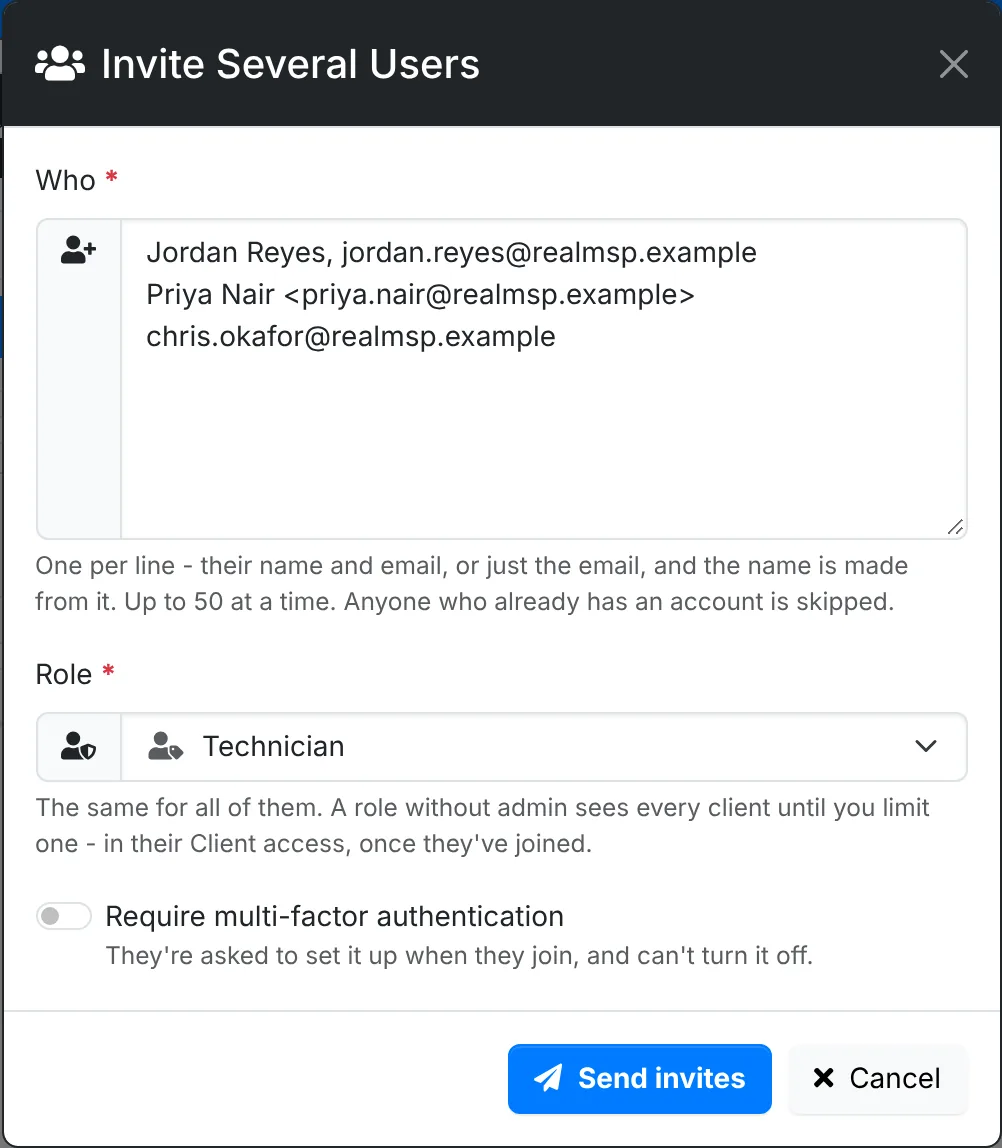 Invite Several Users
Who *
Jordan Reyes, jordan.reyes@realmsp.example
Priya Nair <priya.nair@realmsp.example>
chris.okafor@realmsp.example
One per line - their name and email, or just the email, and the name is made
from it. Up to 50 at a time. Anyone who already has an account is skipped.
Role *
Technician
The same for all of them. A role without admin sees every client until you limit
one - in their Client access, once they've joined.
Require multi-factor authentication
They're asked to set it up when they join, and can't turn it off.
Send invites
Cancel